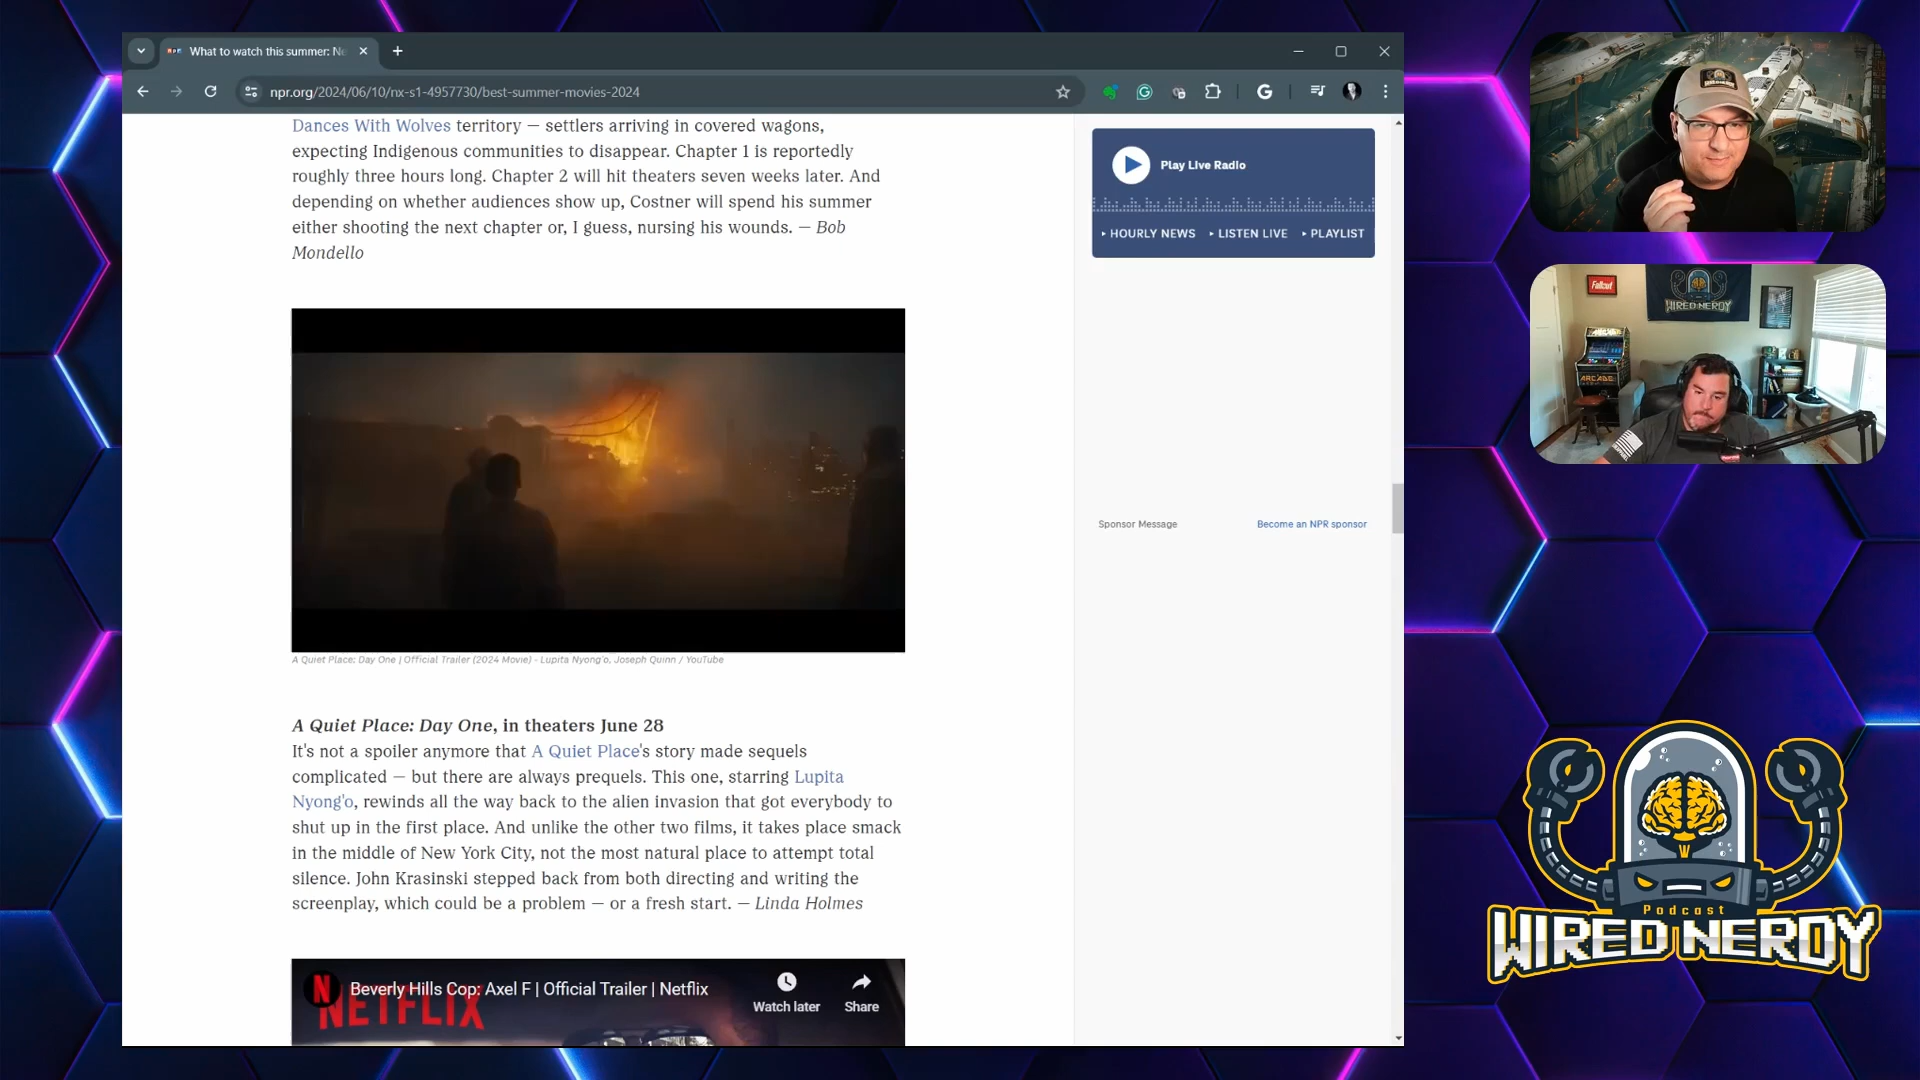 What to watch this summer: Ne
npr.org/2024/06/10/nx-s1-4957730/best-summer-movies-2024
Dances With Wolves territory — settlers arriving in covered wagons,
expecting Indigenous communities to disappear. Chapter 1 is reportedly
roughly three hours long. Chapter 2 will hit theaters seven weeks later. And
depending on whether audiences show up, Costner will spend his summer
either shooting the next chapter or, I guess, nursing his wounds. — Bob
Mondello
Play Live Radio
HOURLY NEWS
LISTEN LIVE
PLAYLIST
Sponsor Message
Become an NPR sponsor
A Quiet Place: Day One | Official Trailer (2024 Movie) - Lupita Nyong'o, Joseph Quinn / YouTube
A Quiet Place: Day One, in theaters June 28
It's not a spoiler anymore that A Quiet Place's story made sequels
complicated — but there are always prequels. This one, starring Lupita
Nyong'o, rewinds all the way back to the alien invasion that got everybody to
shut up in the first place. And unlike the other two films, it takes place smack
in the middle of New York City, not the most natural place to attempt total
silence. John Krasinski stepped back from both directing and writing the
screenplay, which could be a problem — or a fresh start. — Linda Holmes
N
Beverly Hills Cop: Axel F | Official Trailer | Netflix
Watch later
Share
NETFLIX
Fallout
WIRED NERDY
ARCADE
Podcast
WIRED NERDY